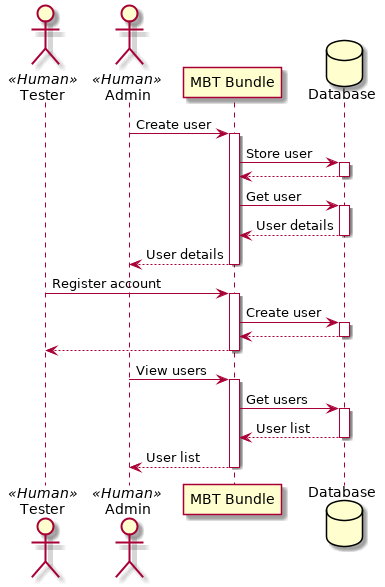 «Human»
Tester
«Human»
Admin
MBT Bundle
Database
Create user
Store user
Get user
User details
User details
Register account
Create user
View users
Get users
User list
User list
«Human»
Tester
«Human»
Admin
MBT Bundle
Database